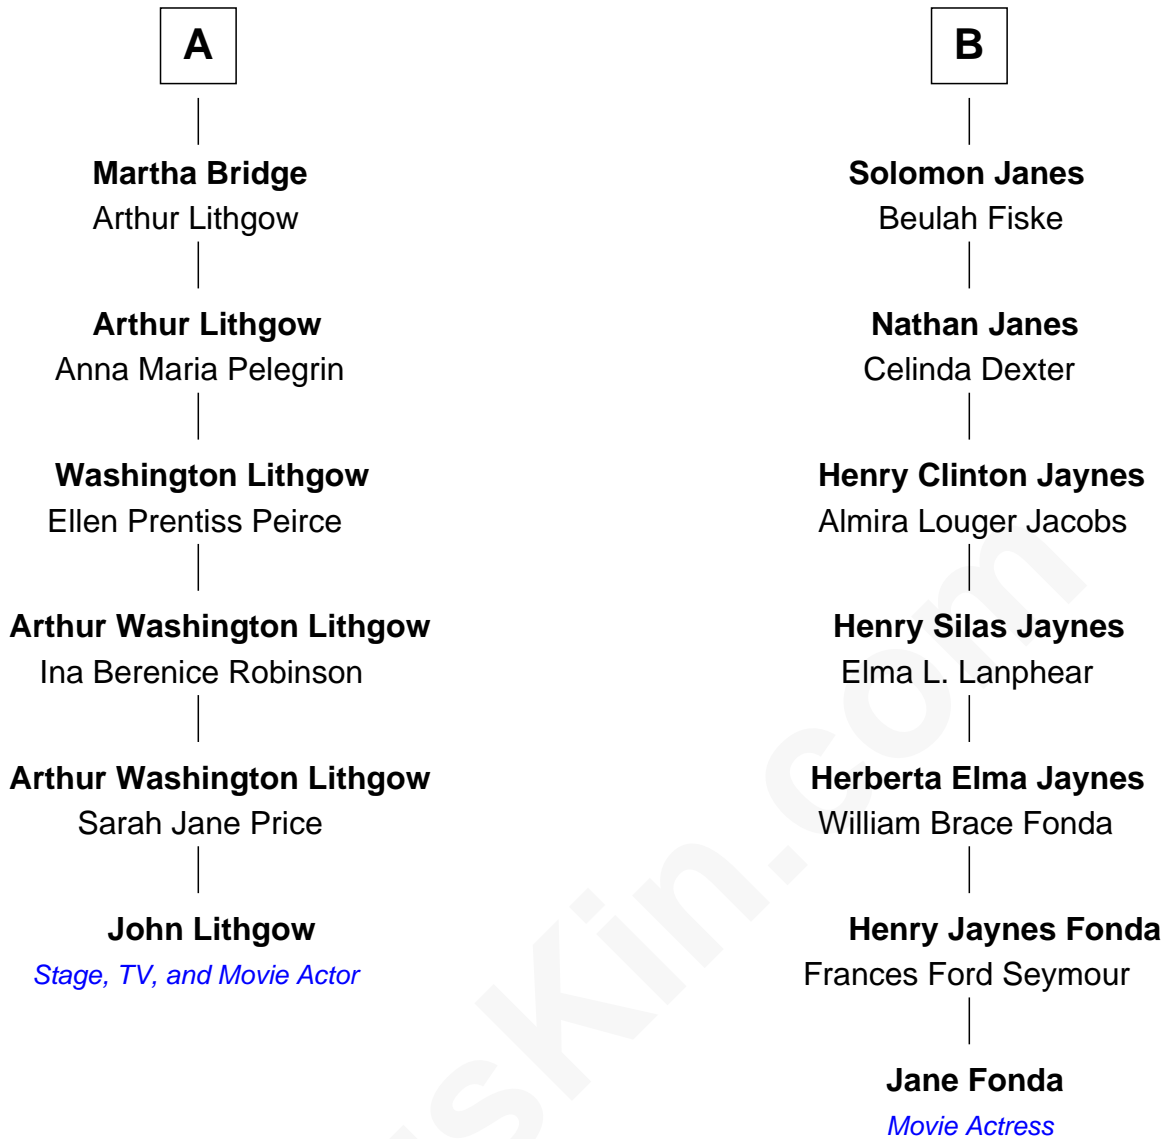 A
Martha Bridge
Arthur Lithgow
Arthur Lithgow
Anna Maria Pelegrin
Washington Lithgow
Ellen Prentiss Peirce
Arthur Washington Lithgow
Ina Berenice Robinson
Arthur Washington Lithgow
Sarah Jane Price
John Lithgow
Stage, TV, and Movie Actor
B
Solomon Janes
Beulah Fiske
Nathan Janes
Celinda Dexter
Henry Clinton Jaynes
Almira Louger Jacobs
Henry Silas Jaynes
Elma L. Lanphear
Herberta Elma Jaynes
William Brace Fonda
Henry Jaynes Fonda
Frances Ford Seymour
Jane Fonda
Movie Actress
sKin.com